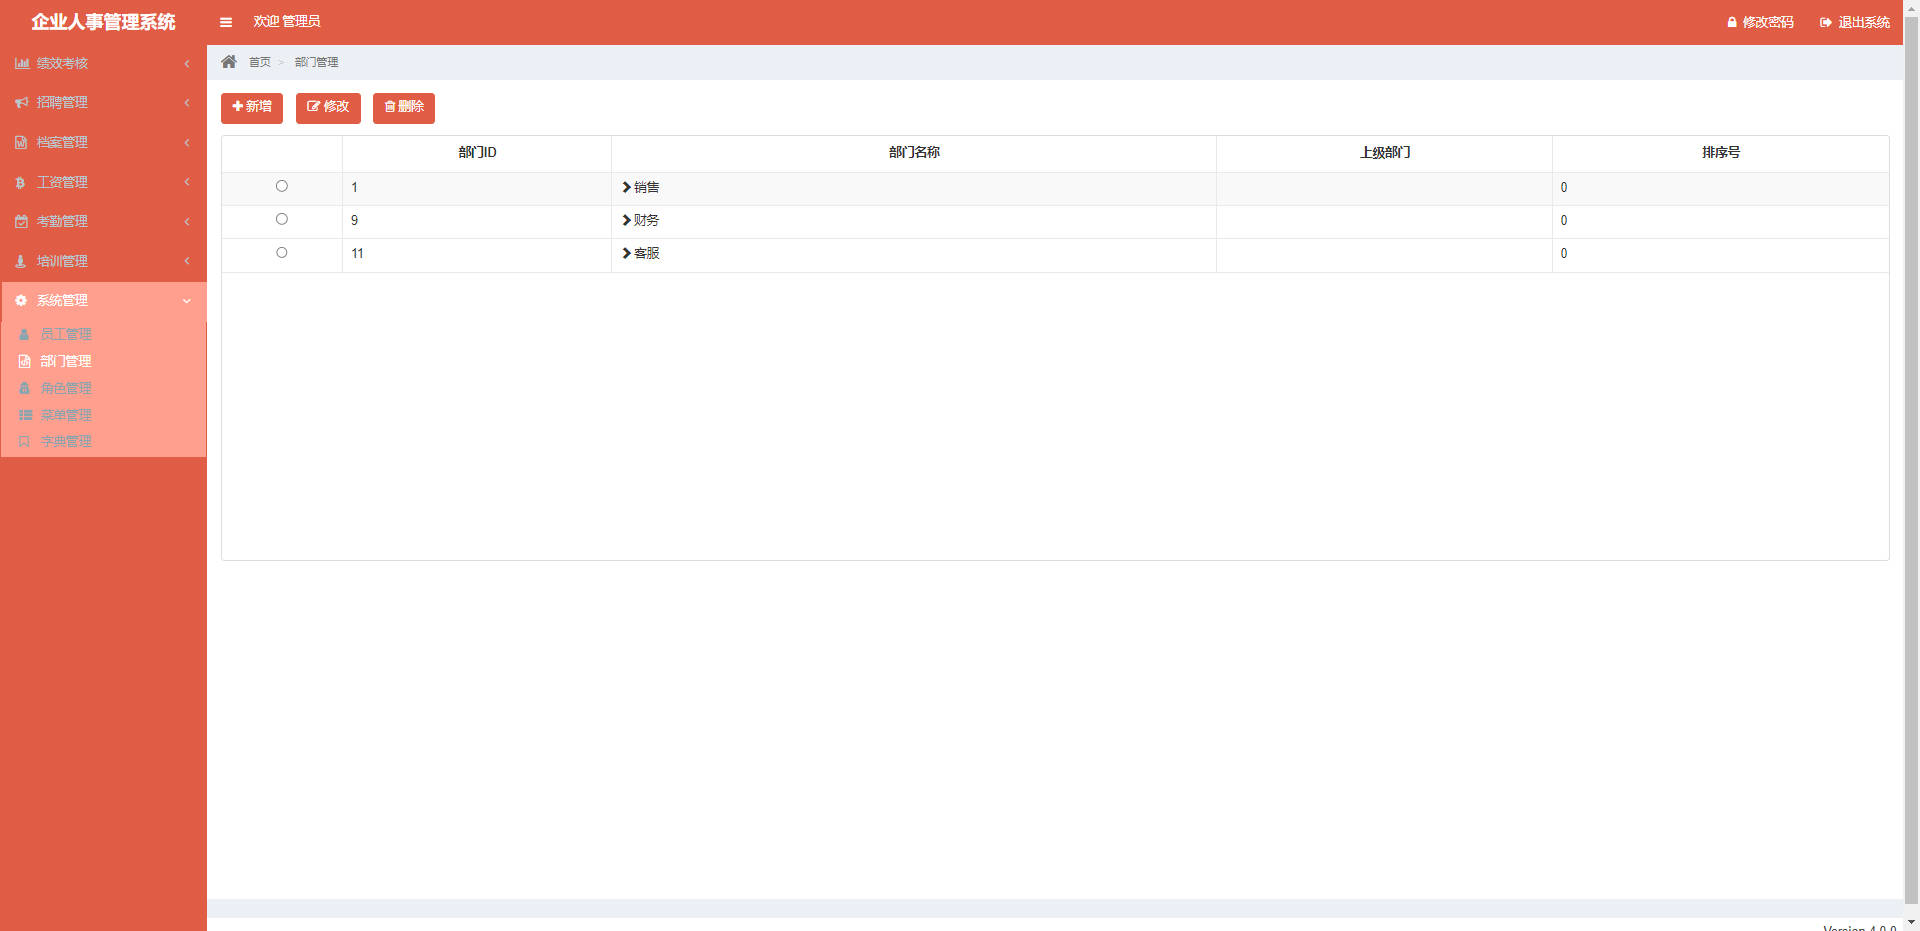 企业人事管理系统
欢迎 管理员
修改密码
退出系统
绩效考核
招聘管理
档案管理
工资管理
考勤管理
培训管理
系统管理
员工管理
部门管理
角色管理
菜单管理
字典管理
首页 > 部门管理
新增 修改 删除
部门ID 部门名称 上级部门 排序号
1 销售 0
9 财务 0
11 客服 0
Version 4.0.0